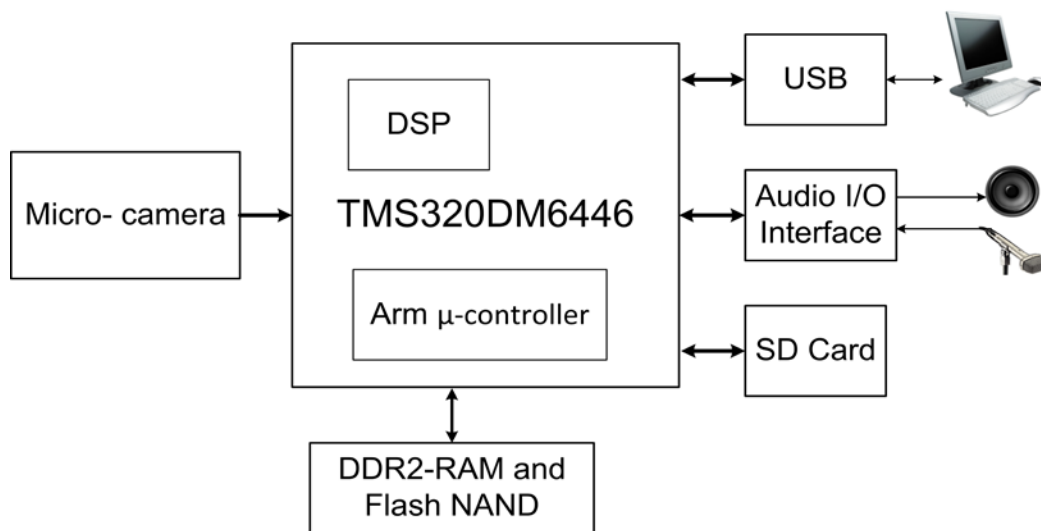 Micro- camera
DSP
TMS320DM6446
Arm μ-controller
USB
Audio I/O
Interface
SD Card
DDR2-RAM and
Flash NAND